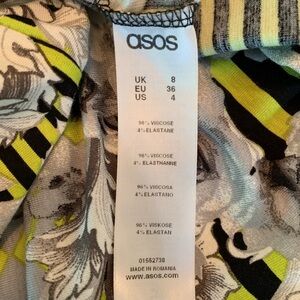 asos
UK 8
EU 36
US 4
96% VISCOSE
4% ELASTANE
96% VISCOSE
4% ELASTHANNE
96% VISCOSA
4% ELASTANO
96% VISKOSE
4% ELASTAN
01552738
MADE IN ROMANIA
www.asos.com